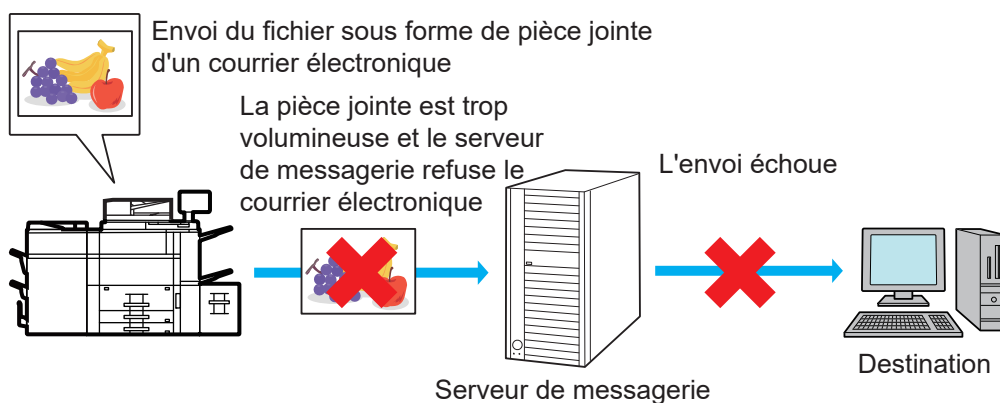 Envoi du fichier sous forme de pièce jointe
d'un courrier électronique
La pièce jointe est trop
volumineuse et le serveur
de messagerie refuse le
courrier électronique
L'envoi échoue
Destination
Serveur de messagerie